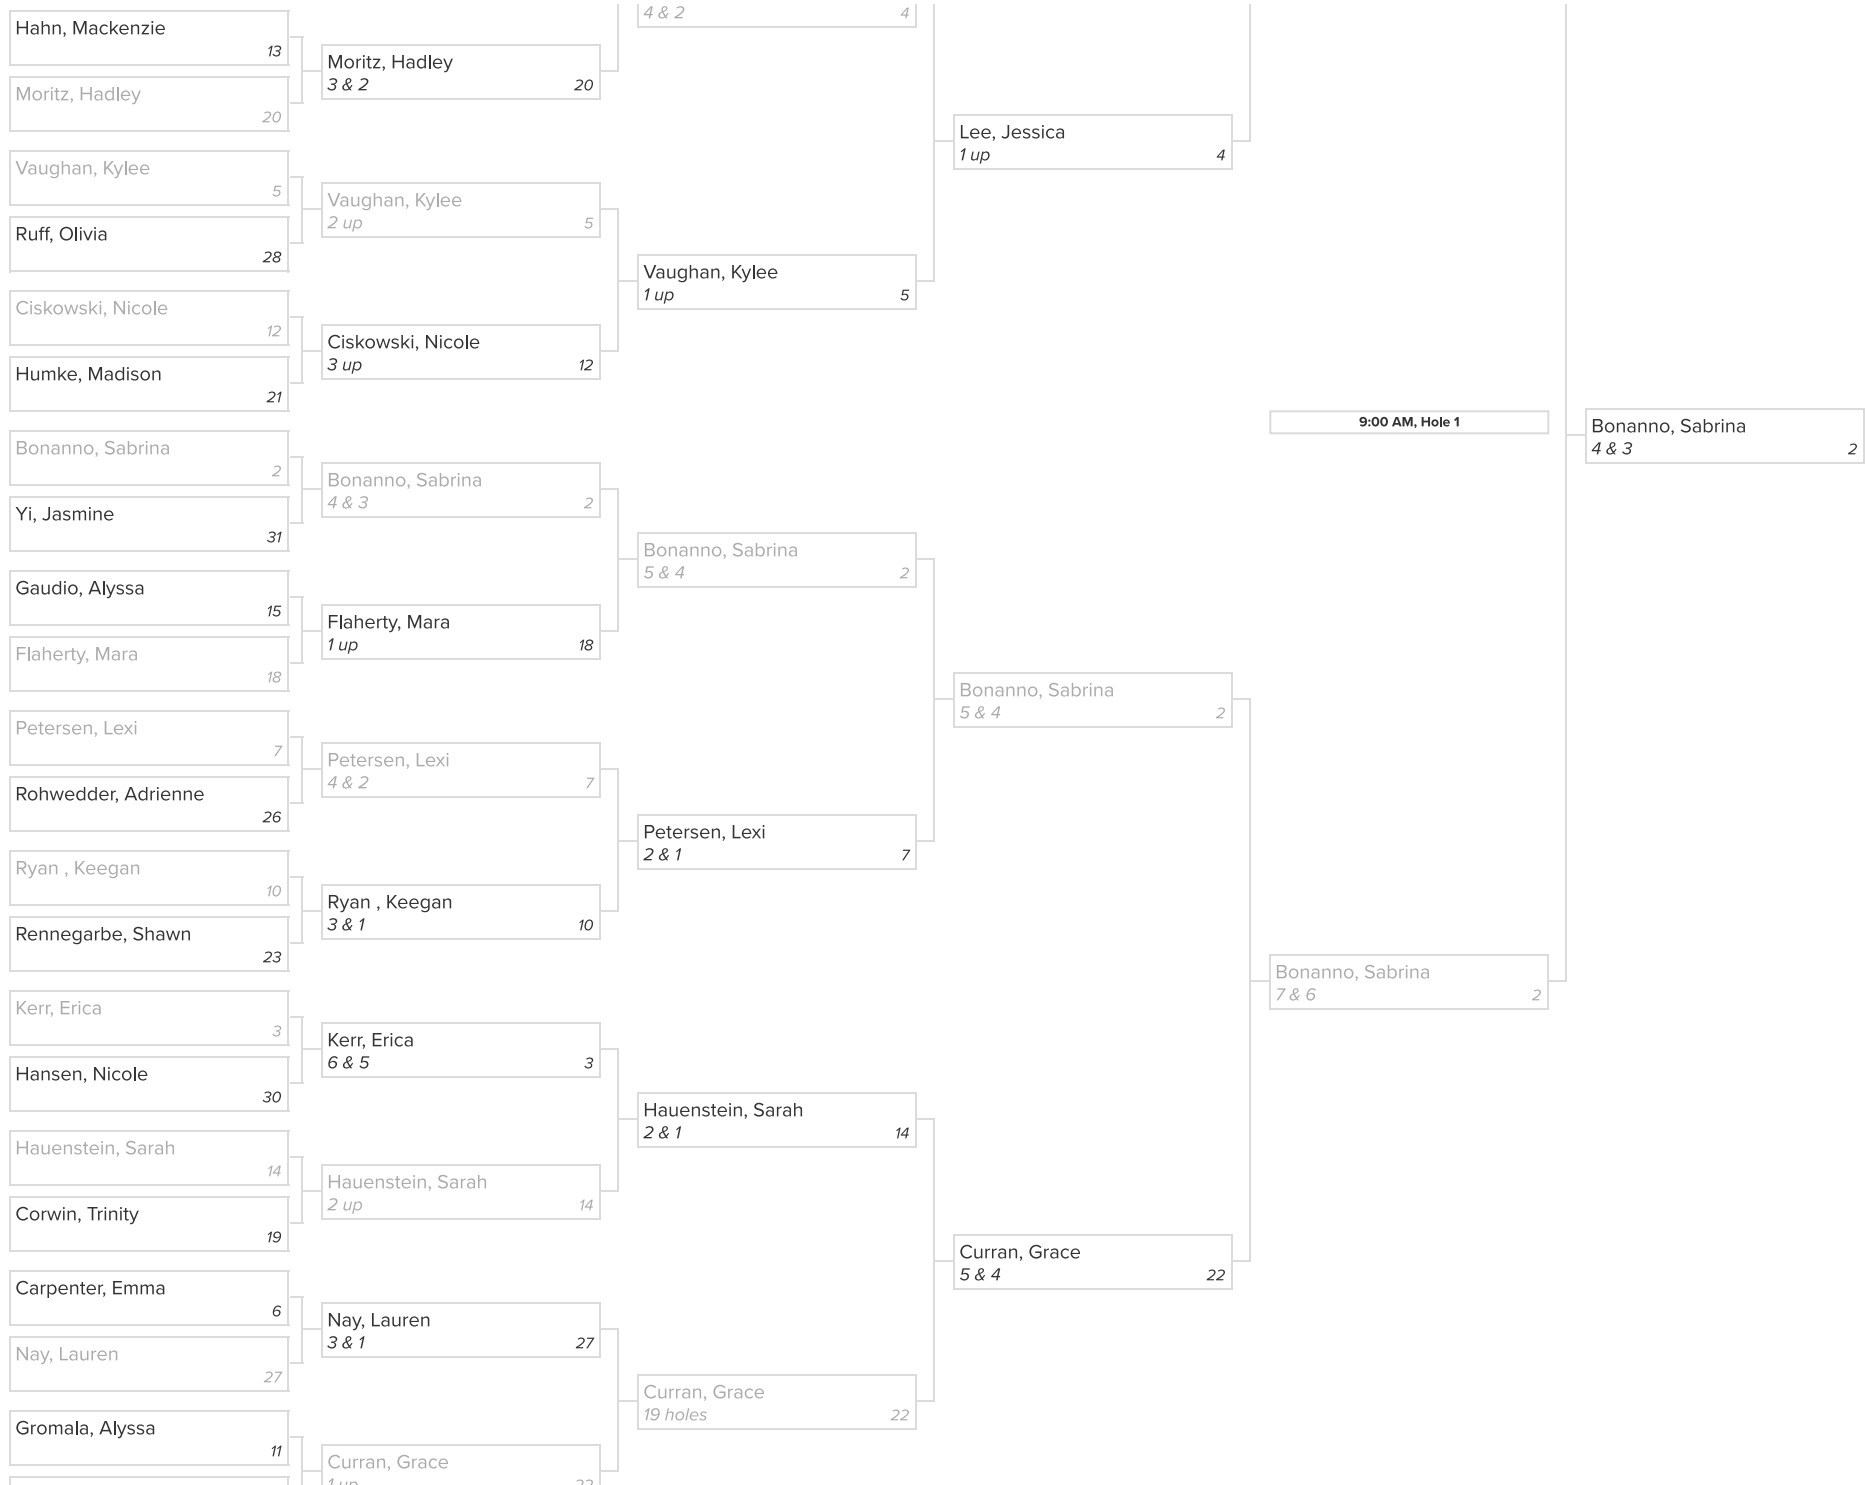 Hahn, Mackenzie
13
Moritz, Hadley
20
Vaughan, Kylee
5
Ruff, Olivia
28
Ciskowski, Nicole
12
Humke, Madison
21
Bonanno, Sabrina
2
Yi, Jasmine
31
Gaudio, Alyssa
15
Flaherty, Mara
18
Petersen, Lexi
7
Rohwedder, Adrienne
26
Ryan , Keegan
10
Rennegarbe, Shawn
23
Kerr, Erica
3
Hansen, Nicole
30
Hauenstein, Sarah
14
Corwin, Trinity
19
Carpenter, Emma
6
Nay, Lauren
27
Gromala, Alyssa
11
Moritz, Hadley
3 & 2 20
Vaughan, Kylee
2 up 5
Ciskowski, Nicole
3 up 12
Bonanno, Sabrina
4 & 3 2
Flaherty, Mara
1 up 18
Petersen, Lexi
4 & 2 7
Ryan , Keegan
3 & 1 10
Kerr, Erica
6 & 5 3
Hauenstein, Sarah
2 up 14
Nay, Lauren
3 & 1 27
Curran, Grace
1 up 22
4 & 2 4
Vaughan, Kylee
1 up 5
Bonanno, Sabrina
5 & 4 2
Petersen, Lexi
2 & 1 7
Hauenstein, Sarah
2 & 1 14
Curran, Grace
19 holes 22
Lee, Jessica
1 up 4
Bonanno, Sabrina
5 & 4 2
Curran, Grace
5 & 4 22
9:00 AM, Hole 1
Bonanno, Sabrina
7 & 6 2
Bonanno, Sabrina
4 & 3 2